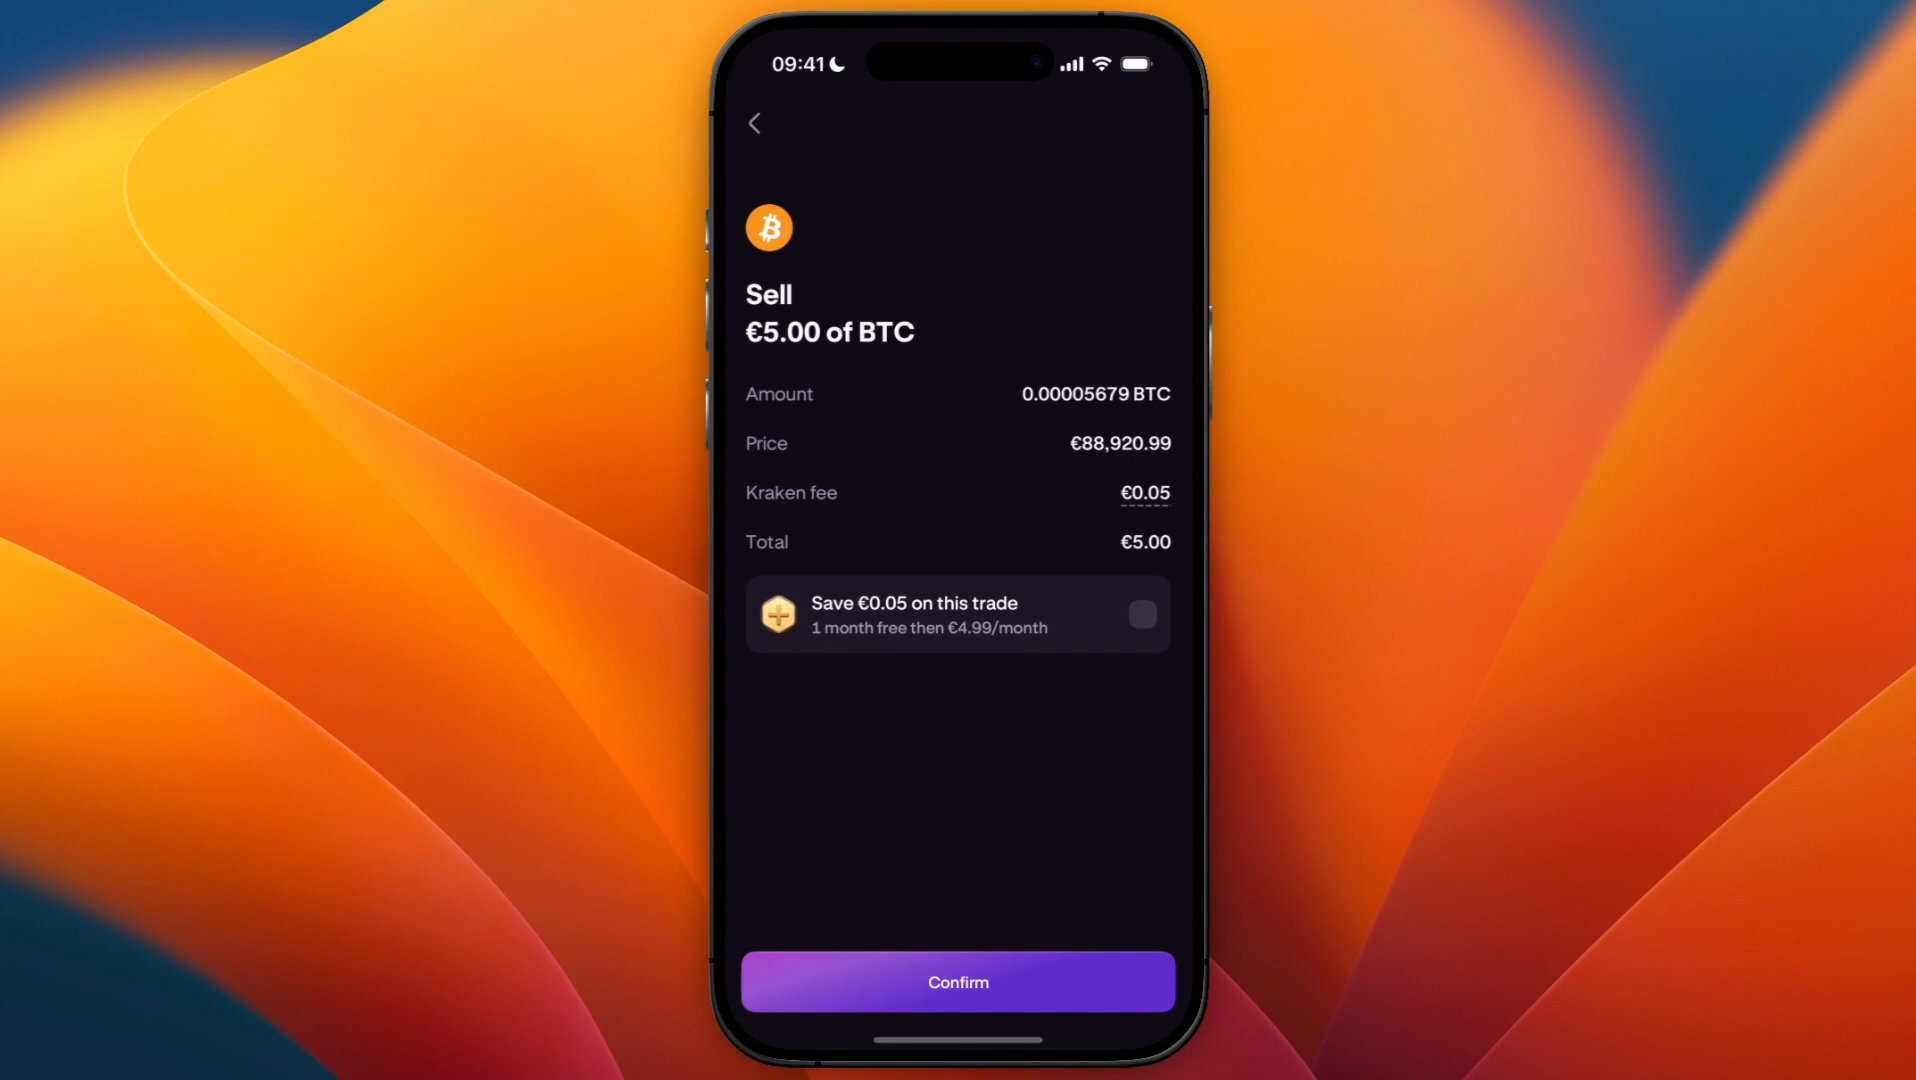 09:41
Sell
€5.00 of BTC
Amount 0.00005679 BTC
Price €88,920.99
Kraken fee €0.05
Total €5.00
Save €0.05 on this trade
1 month free then €4.99/month
Confirm